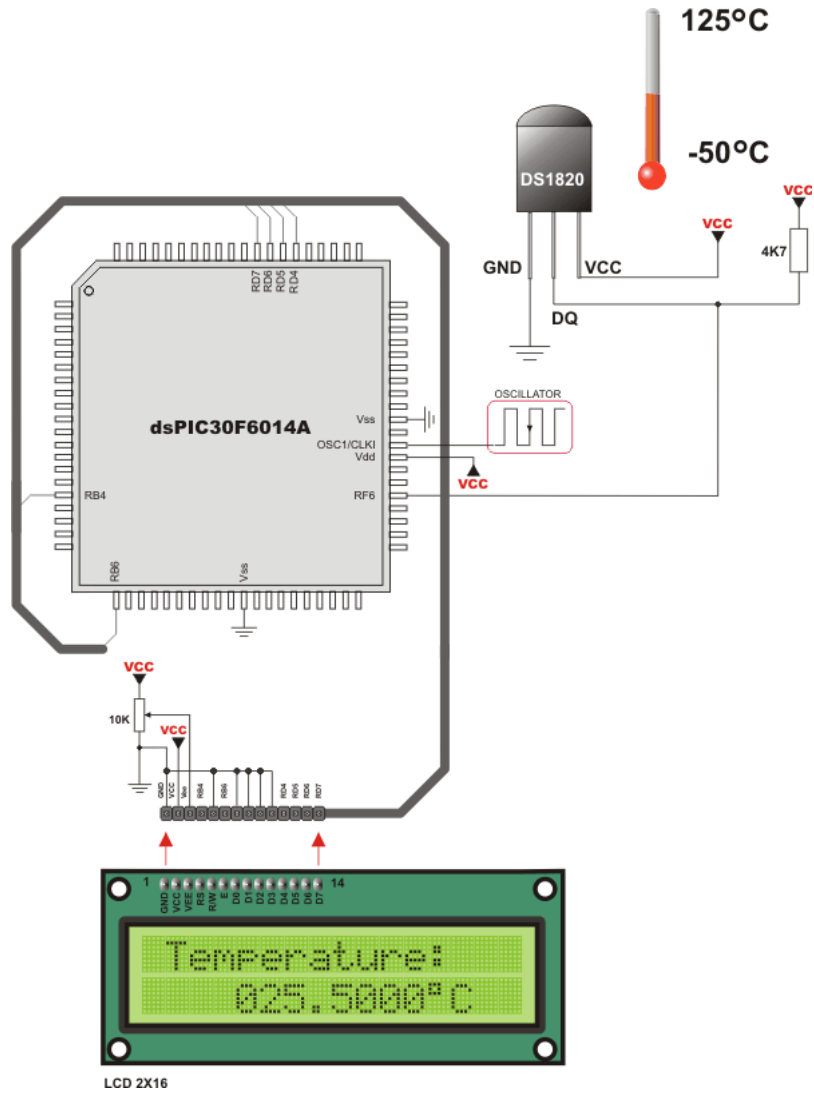 125°C
-50°C
DS1820
GND
VCC
DQ
VCC
VCC
4K7
RD7
RD6
RD5
RD4
dsPIC30F6014A
Vss
OSC1/CLKI
Vdd
RF6
RB4
RB6
Vss
OSCILLATOR
VCC
VCC
10K
VCC
GND
VCC
Vee
RB4
RB6
RD4
RD5
RD6
RD7
1
14
GND
VCC
VEE
RS
R/W
E
D0
D1
D2
D3
D4
D5
D6
D7
Temperature:
025.5000°C
LCD 2X16